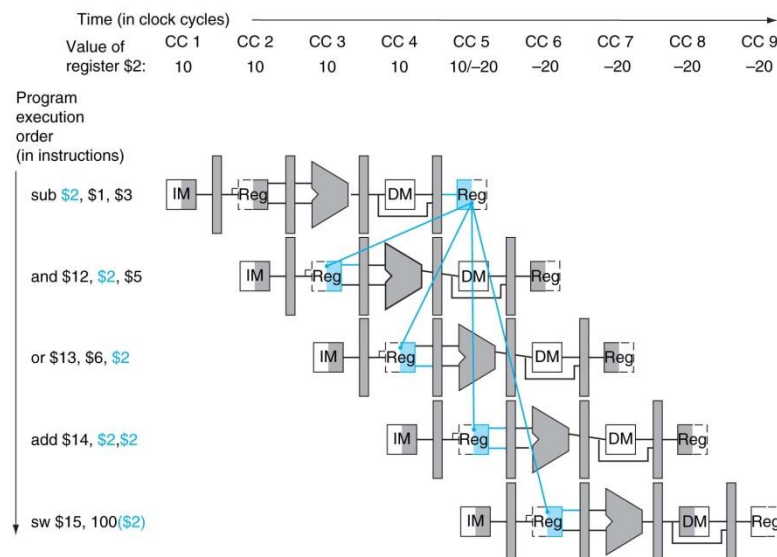 Time (in clock cycles)
Value of CC 1 CC 2 CC 3 CC 4 CC 5 CC 6 CC 7 CC 8 CC 9
register $2: 10 10 10 10 10/–20 –20 –20 –20 –20
Program
execution
order
(in instructions)
sub $2, $1, $3 IM Reg DM Reg
and $12, $2, $5 IM Reg DM Reg
or $13, $6, $2 IM Reg DM Reg
add $14, $2,$2 IM Reg DM Reg
sw $15, 100($2) IM Reg DM Reg